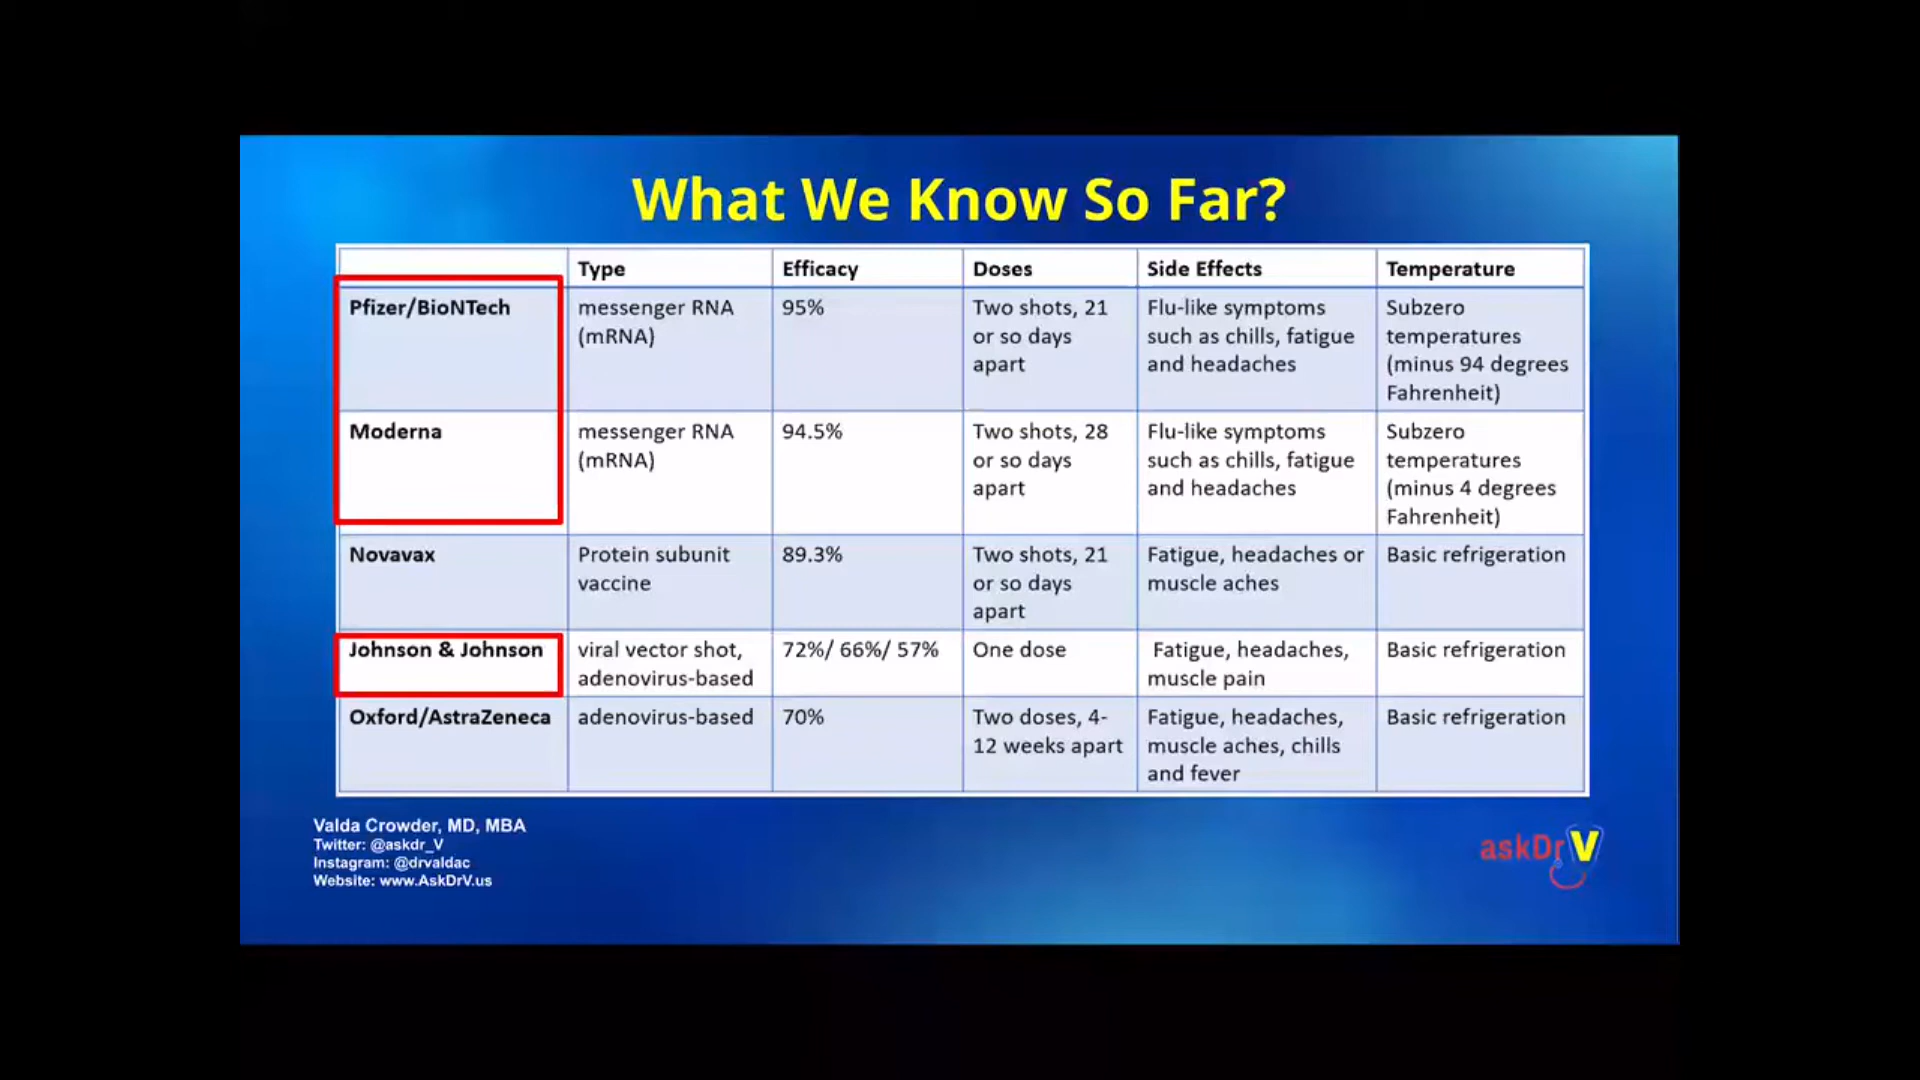 What We Know So Far?
Type Efficacy Doses Side Effects Temperature
Pfizer/BioNTech messenger RNA 95% Two shots, 21 Flu-like symptoms Subzero
(mRNA) or so days such as chills, fatigue temperatures
apart and headaches (minus 94 degrees
Fahrenheit)
Moderna messenger RNA 94.5% Two shots, 28 Flu-like symptoms Subzero
(mRNA) or so days such as chills, fatigue temperatures
apart and headaches (minus 4 degrees
Fahrenheit)
Novavax Protein subunit 89.3% Two shots, 21 Fatigue, headaches or Basic refrigeration
vaccine or so days muscle aches
apart
Johnson & Johnson viral vector shot, 72%/ 66%/ 57% One dose Fatigue, headaches, Basic refrigeration
adenovirus-based muscle pain
Oxford/AstraZeneca adenovirus-based 70% Two doses, 4- Fatigue, headaches, Basic refrigeration
12 weeks apart muscle aches, chills
and fever
Valda Crowder, MD, MBA
Twitter: @askdr_V
Instagram: @drvaldac
Website: www.AskDrV.us
askDrV